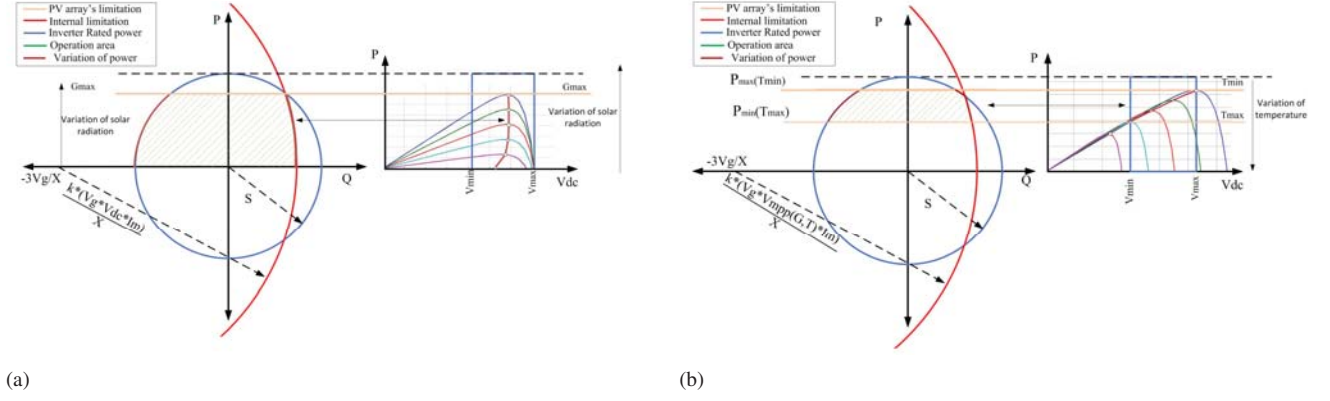 PV array's limitation
Internal limitation
Inverter Rated power
Operation area
Variation of power
P
P
Gmax
Gmax
Variation of solar
radiation
Variation of solar
radiation
-3Vg/X
Q
Vmin
Vmax
Vdc
S
k*(Vg*Vdc*Im)
X
(a)
PV array's limitation
Internal limitation
Inverter Rated power
Operation area
Variation of power
P
P
Pmax(Tmin)
Tmin
Pmin(Tmax)
Tmax
Variation of
temperature
-3Vg/X
Q
Vmin
Vmax
Vdc
S
k*(Vg*Vmpp(G,T)*Im)
X
(b)